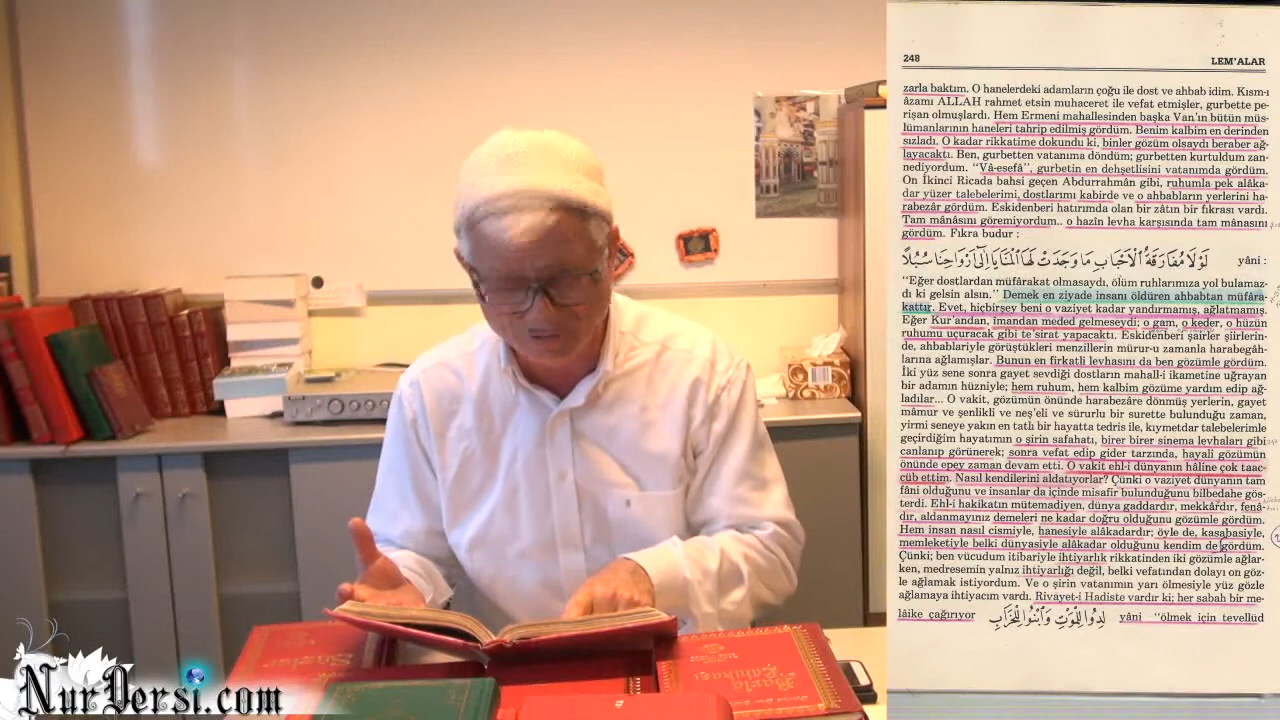 248 LEM'ALAR
zarla baktım. O hanelerdeki adamların çoğu ile dost ve ahbab idim. Kısm-ı
âzamı ALLAH rahmet etsin muhaceret ile vefat etmişler, gurbette pe-
rişan olmuşlardı. Hem Ermeni mahallesinden başka Van'ın bütün müs-
lümanlarının haneleri tahrip edilmiş gördüm. Benim kalbim en derinden
sızladı. O kadar rikkatime dokundu ki, binler gözüm olsaydı beraber ağ-
layacaktı. Ben, gurbetten vatanıma döndüm; gurbetten kurtuldum zan-
nediyordum. "Vâ-esefâ", gurbetin en dehşetlisini vatanımda gördüm.
On İkinci Ricada bahsi geçen Abdurrahmân gibi, ruhumla pek alâka-
dar yüzer talebelerimi, dostlarımı kabirde ve o ahbabların yerlerini ha-
rabezâr gördüm. Eskidenberi hatırımda olan bir zâtın bir fıkrası vardı.
Tam mânâsını göremiyordum.. o hazîn levha karşısında tam mânasını
gördüm. Fıkra budur :
لَوْلَا مُفَارَقَةُ الْاَحْبَابِ مَا وَجَدَتْ لَهَا الْمَنَايَا اِلٰٓى اَرْوَاحِنَا سُبُلًا yâni :
"Eğer dostlardan müfârakat olmasaydı, ölüm ruhlarımıza yol bulamaz-
dı ki gelsin alsın." Demek en ziyade insanı öldüren ahbabtan müfâra-
kattır. Evet, hiçbirşey beni o vaziyet kadar yandırmamış, ağlatmamış.
Eğer Kur'andan, imandan meded gelmeseydi; o gam, o keder, o hüzün
ruhumu uçuracak gibi te'sirat yapacaktı. Eskidenberi şairler şiirlerin-
de, ahbablariyle görüştükleri menzillerin mürur-u zamanla harabegâh-
larına ağlamışlar. Bunun en firkatli levhasını da ben gözümle gördüm.
İki yüz sene sonra gayet sevdiği dostların mahall-i ikametine uğrayan
bir adamın hüzniyle; hem ruhum, hem kalbim gözüme yardım edip ağ-
ladılar... O vakit, gözümün önünde harabezâre dönmüş yerlerin, gayet
mâmur ve şenlikli ve neş'eli ve sürurlu bir surette bulunduğu zaman,
yirmi seneye yakın en tatlı bir hayatta tedris ile, kıymetdar talebelerimle
geçirdiğim hayatımın o şirin safahatı, birer birer sinema levhaları gibi
canlanıp görünerek; sonra vefat edip gider tarzında, hayali gözümün
önünde epey zaman devam etti. O vakit ehl-i dünyanın hâline çok taac-
cüb ettim. Nasıl kendilerini aldatıyorlar? Çünki o vaziyet dünyanın tam
fâni olduğunu ve insanlar da içinde misafir bulunduğunu bilbedahe gös-
terdi. Ehl-i hakikatın mütemadiyen, dünya gaddardır, mekkârdır, fenâ-
dır, aldanmayınız demeleri ne kadar doğru olduğunu gözümle gördüm.
Hem insan nasıl cismiyle, hanesiyle alâkadardır; öyle de, kasabasiyle,
memleketiyle belki dünyasiyle alâkadar olduğunu kendim de gördüm.
Çünki; ben vücudum itibariyle ihtiyarlık rikkatinden iki gözümle ağlar-
ken, medresemin yalnız ihtiyarlığı değil, belki vefatından dolayı on göz-
le ağlamak istiyordum. Ve o şirin vatanımın yarı ölmesiyle yüz gözle
ağlamaya ihtiyacım vardı. Rivayet-i Hadiste vardır ki; her sabah bir me-
lâike çağırıyor لِدُوا لِلْمَوْتِ وَابْنُوا لِلْخَرَابِ yâni "ölmek için tevellüd
Sözler
Barla Lâhikası
NurDersi.com